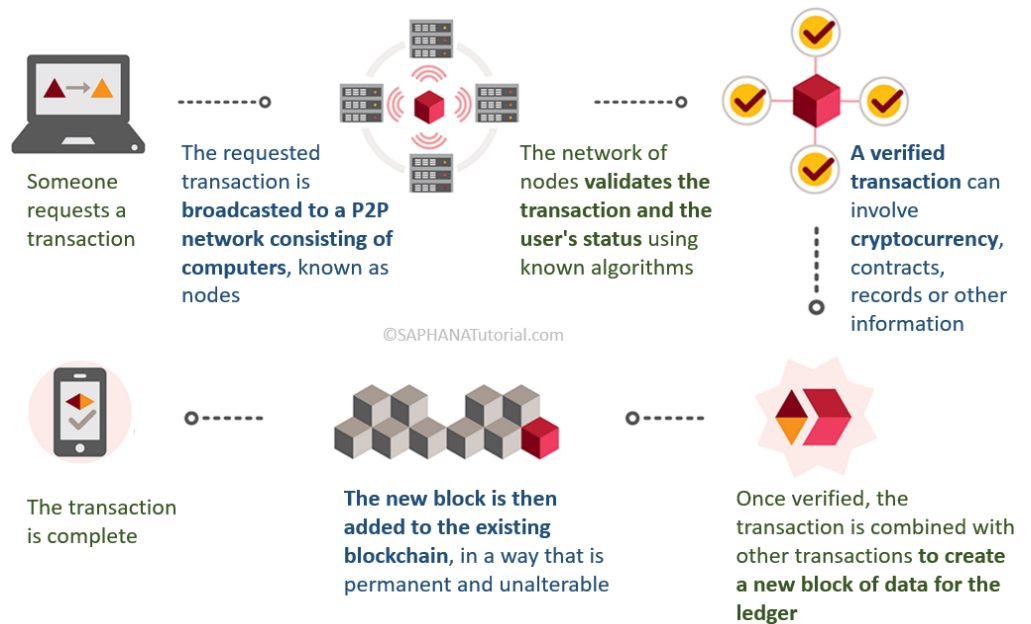 Someone
requests a
transaction
The requested
transaction is
broadcasted to a P2P
network consisting of
computers, known as
nodes
The network of
nodes validates the
transaction and the
user's status using
known algorithms
A verified
transaction can
involve
cryptocurrency,
contracts,
records or other
information
©SAPHANATutorial.com
The transaction
is complete
The new block is then
added to the existing
blockchain, in a way that is
permanent and unalterable
Once verified, the
transaction is combined with
other transactions to create
a new block of data for the
ledger